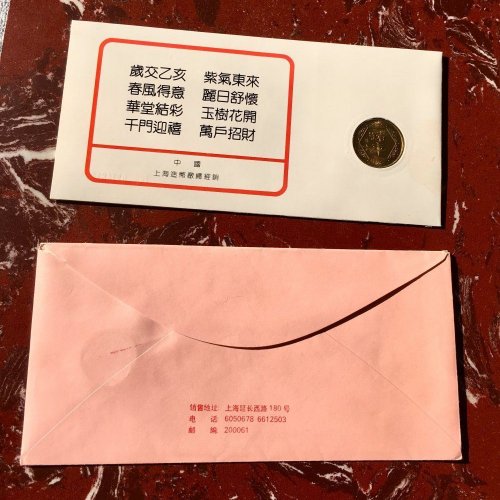 歲交乙亥 紫氣東來
春風得意 麗日舒懷
華堂結彩 玉樹花開
千門迎禧 萬戶招財
中國
上海造幣廠總經銷
销售地址: 上海延长西路180号
电话 6050678 6612503
邮编 200061